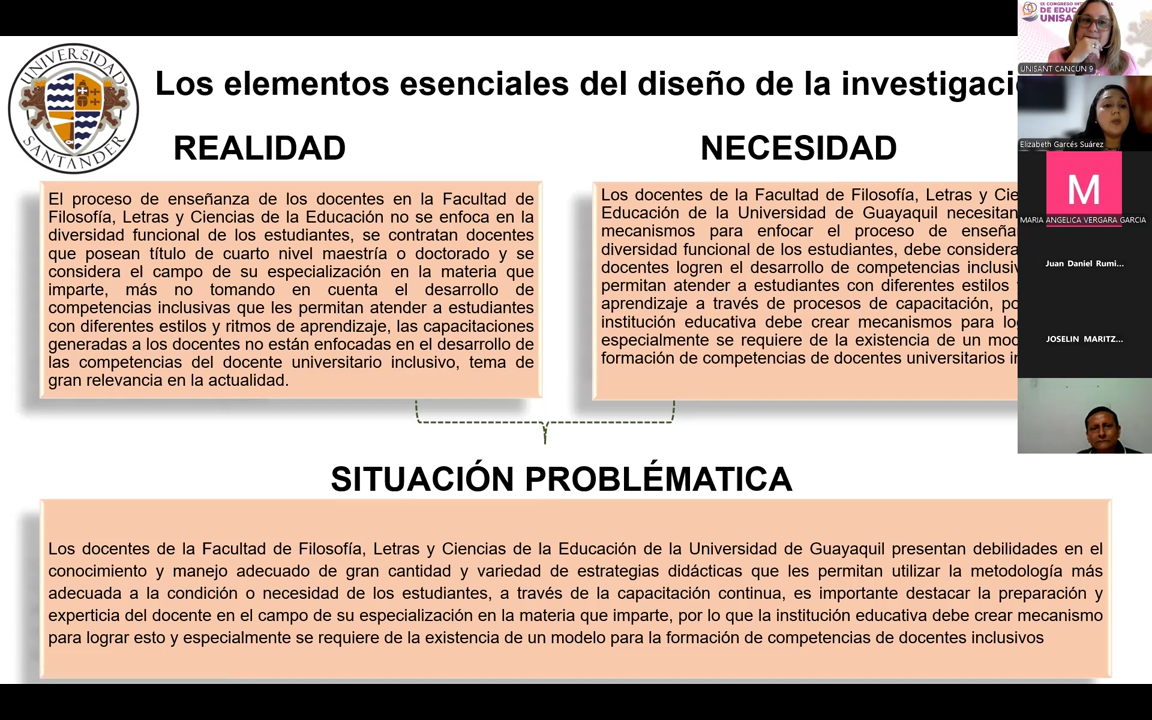 UNIVERSIDAD
SANTANDER
Los elementos esenciales del diseño de la
REALIDAD
NECESIDAD
El proceso de enseñanza de los docentes en la Facultad de
Filosofía, Letras y Ciencias de la Educación no se enfoca en la
diversidad funcional de los estudiantes, se contratan docentes
que posean título de cuarto nivel maestría o doctorado y se
considera el campo de su especialización en la materia que
imparte, más no tomando en cuenta el desarrollo de
competencias inclusivas que les permitan atender a estudiantes
con diferentes estilos y ritmos de aprendizaje, las capacitaciones
generadas a los docentes no están enfocadas en el desarrollo de
las competencias del docente universitario inclusivo, tema de
gran relevancia en la actualidad.
Los docentes de la Facultad de Filosofía, Letras y
Educación de la Universidad de Guayaquil necesitan
mecanismos para enfocar el proceso de
diversidad funcional de los estudiantes, debe
docentes logren el desarrollo de competencias
permitan atender a estudiantes con diferentes estilos
aprendizaje a través de procesos de capacitación,
institución educativa debe crear mecanismos para
especialmente se requiere de la existencia de un
formación de competencias de docentes universitarios
SITUACIÓN PROBLÉMATICA
Los docentes de la Facultad de Filosofía, Letras y Ciencias de la Educación de la Universidad de Guayaquil presentan debilidades en el
conocimiento y manejo adecuado de gran cantidad y variedad de estrategias didácticas que les permitan utilizar la metodología más
adecuada a la condición o necesidad de los estudiantes, a través de la capacitación continua, es importante destacar la preparación y
experticia del docente en el campo de su especialización en la materia que imparte, por lo que la institución educativa debe crear mecanismo
para lograr esto y especialmente se requiere de la existencia de un modelo para la formación de competencias de docentes inclusivos
UNISANT CANCUN 9
Elizabeth Garcés Suárez
M
MARIA ANGELICA VERGARA GARCIA
Juan Daniel Rumi...
JOSELIN MARITZ...